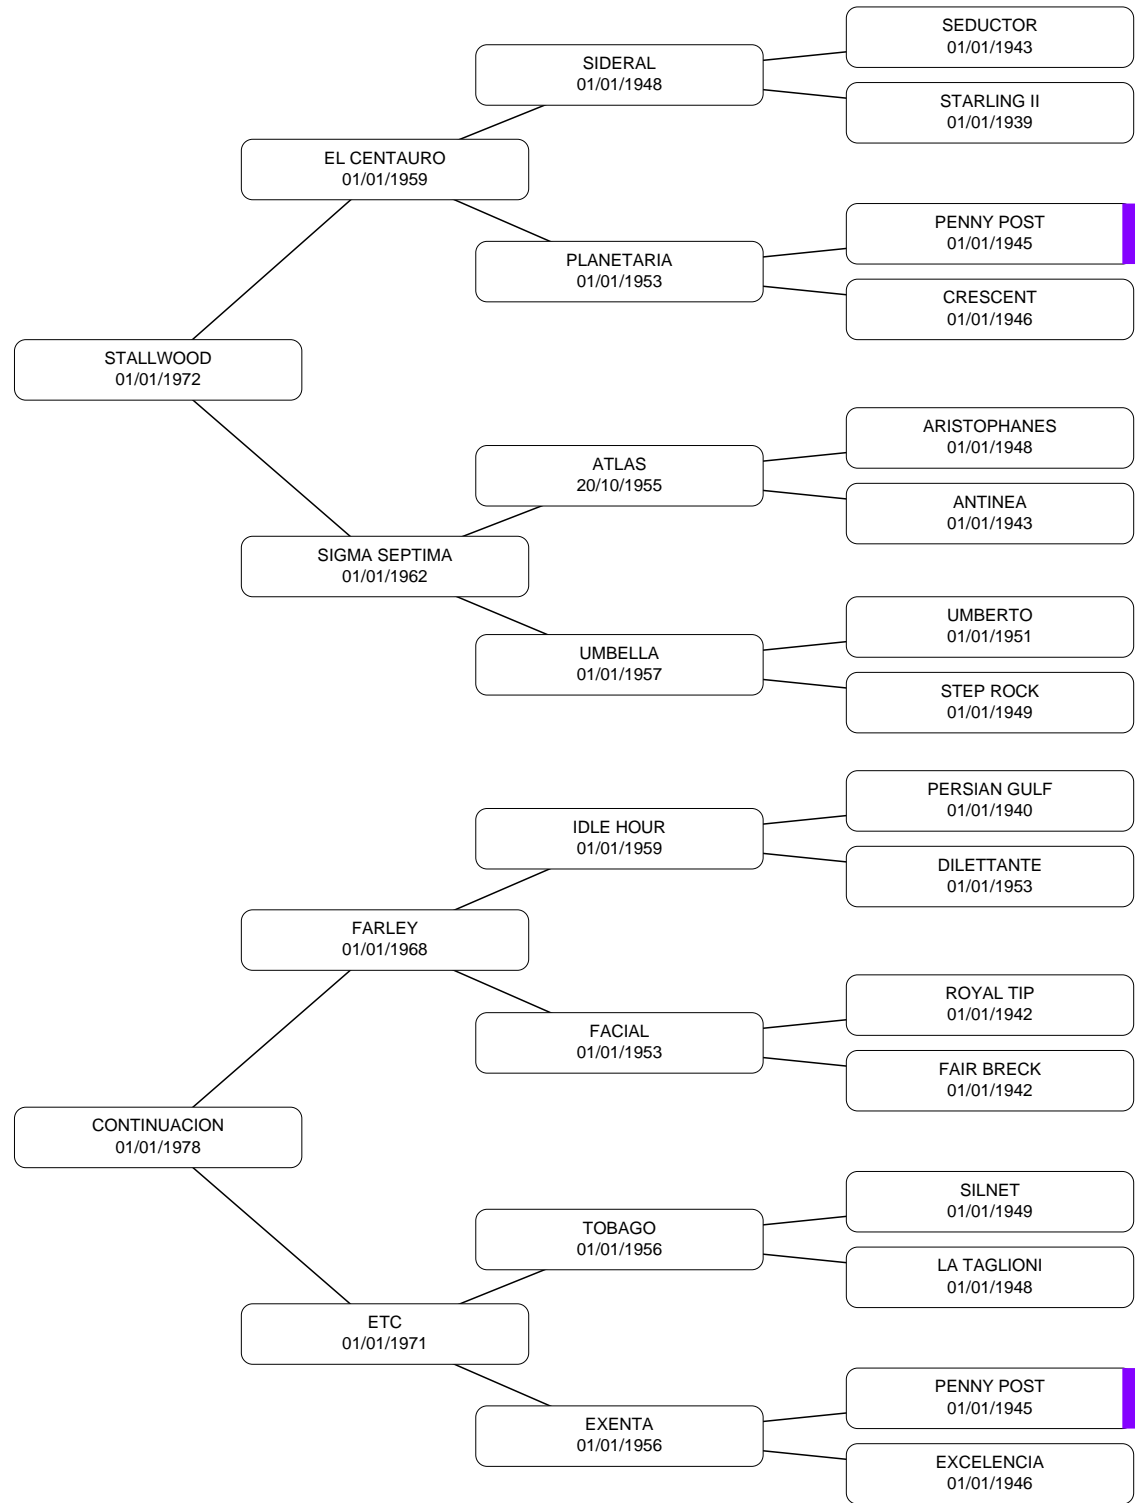 SEDUCTOR
01/01/1943
SIDERAL
01/01/1948
STARLING II
01/01/1939
EL CENTAURO
01/01/1959
PENNY POST
01/01/1945
PLANETARIA
01/01/1953
CRESCENT
01/01/1946
STALLWOOD
01/01/1972
ARISTOPHANES
01/01/1948
ATLAS
20/10/1955
ANTINEA
01/01/1943
SIGMA SEPTIMA
01/01/1962
UMBERTO
01/01/1951
UMBELLA
01/01/1957
STEP ROCK
01/01/1949
PERSIAN GULF
01/01/1940
IDLE HOUR
01/01/1959
DILETTANTE
01/01/1953
FARLEY
01/01/1968
ROYAL TIP
01/01/1942
FACIAL
01/01/1953
FAIR BRECK
01/01/1942
CONTINUACION
01/01/1978
SILNET
01/01/1949
TOBAGO
01/01/1956
LA TAGLIONI
01/01/1948
ETC
01/01/1971
PENNY POST
01/01/1945
EXENTA
01/01/1956
EXCELENCIA
01/01/1946